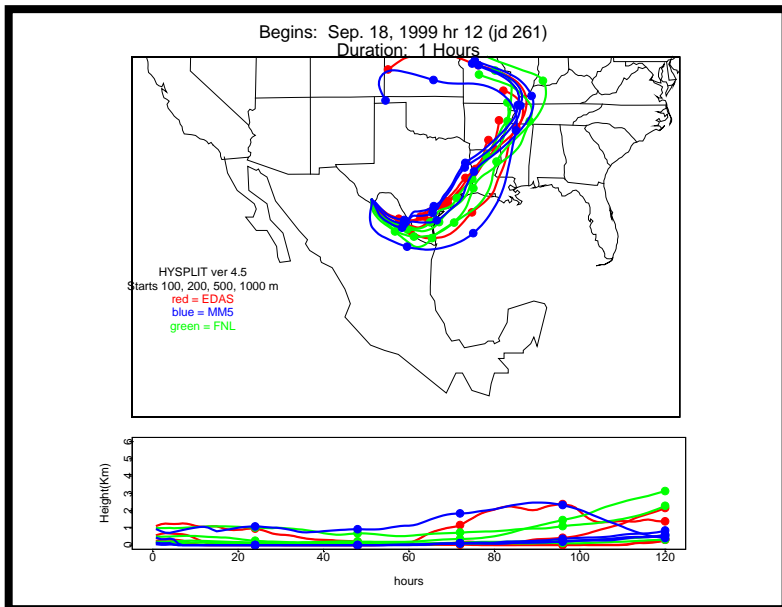 Begins: Sep. 18, 1999 hr 12 (jd 261)
Duration: 1 Hours
HYSPLIT ver 4.5
Starts 100, 200, 500, 1000 m
red = EDAS
blue = MM5
green = FNL
Height(Km)
6
5
4
3
2
1
0
0 20 40 60 80 100 120
hours